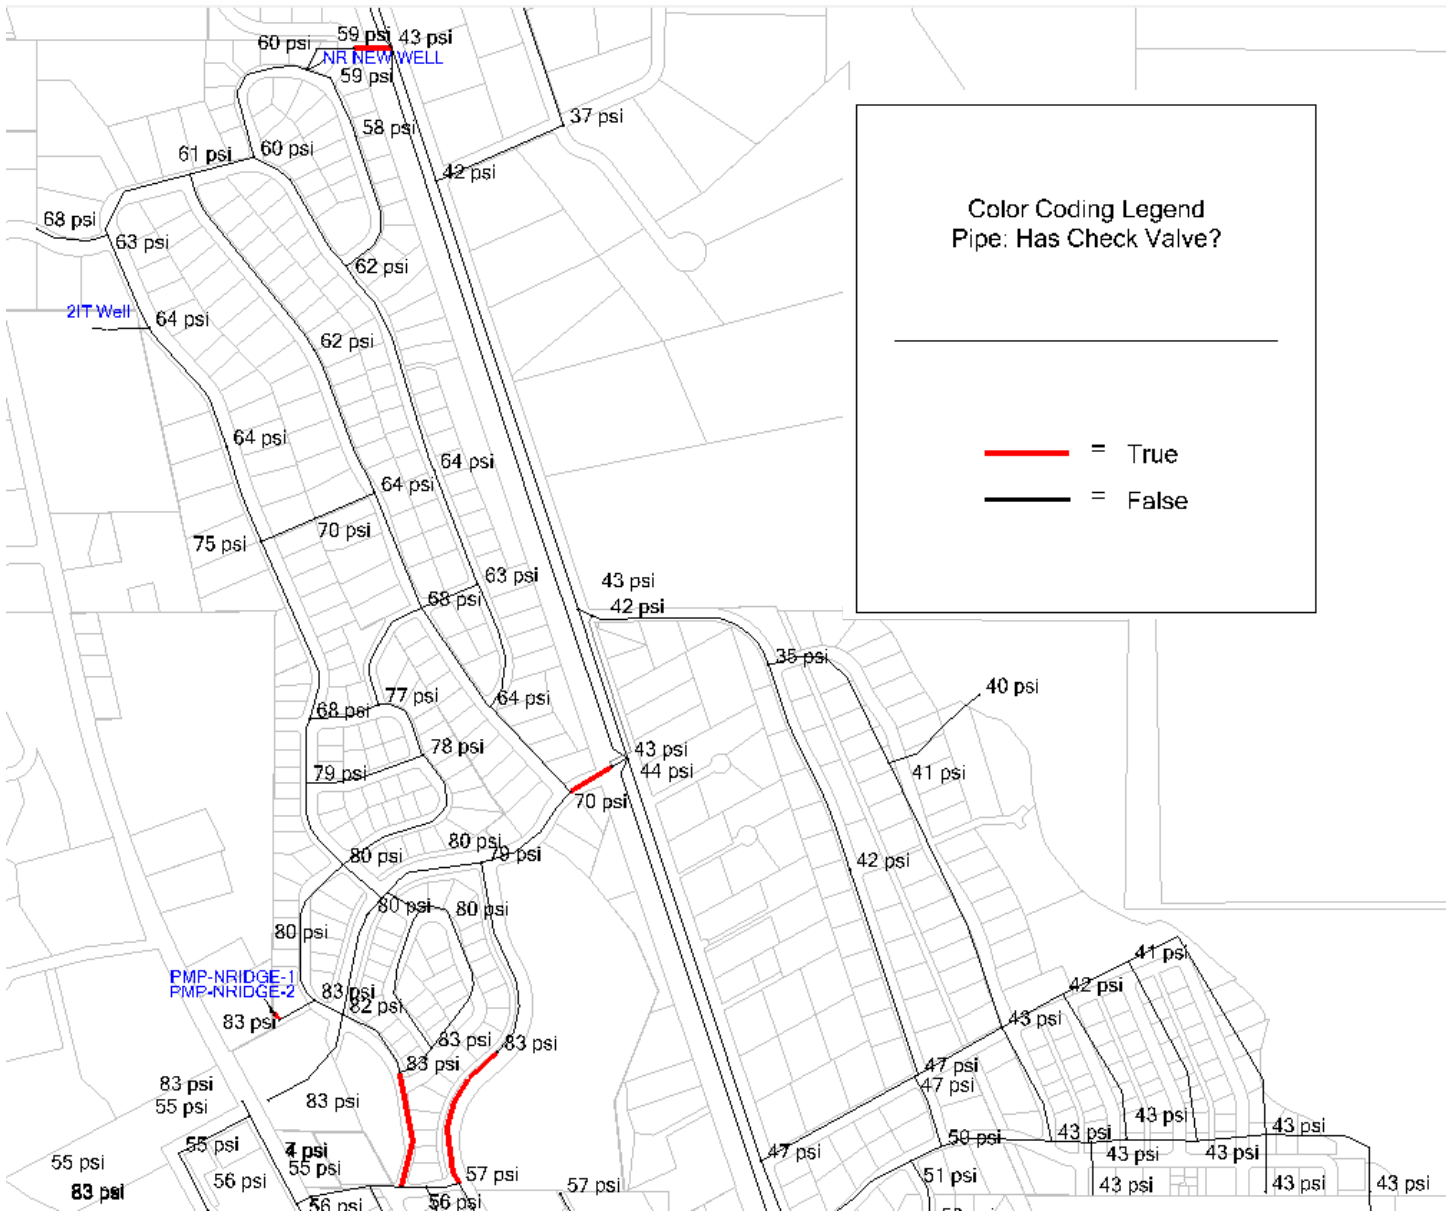 59 psi
43 psi
60 psi
NR NEW WELL
59 psi
37 psi
58 psi
60 psi
61 psi
42 psi
68 psi
63 psi
62 psi
2IT Well
64 psi
62 psi
64 psi
64 psi
64 psi
70 psi
75 psi
63 psi
68 psi
43 psi
42 psi
35 psi
40 psi
77 psi
64 psi
68 psi
78 psi
43 psi
79 psi
44 psi
41 psi
70 psi
80 psi
79 psi
80 psi
42 psi
80 psi
80 psi
80 psi
41 psi
PMP-NRIDGE-1
PMP-NRIDGE-2
83 psi
42 psi
82 psi
83 psi
43 psi
83 psi
83 psi
83 psi
47 psi
83 psi
47 psi
83 psi
55 psi
43 psi
43 psi
55 psi
50 psi
43 psi
47 psi
43 psi
43 psi
55 psi
55 psi
56 psi
57 psi
51 psi
83 psi
57 psi
43 psi
43 psi
43 psi
56 psi
56 psi
Color Coding Legend
Pipe: Has Check Valve?
= True
= False